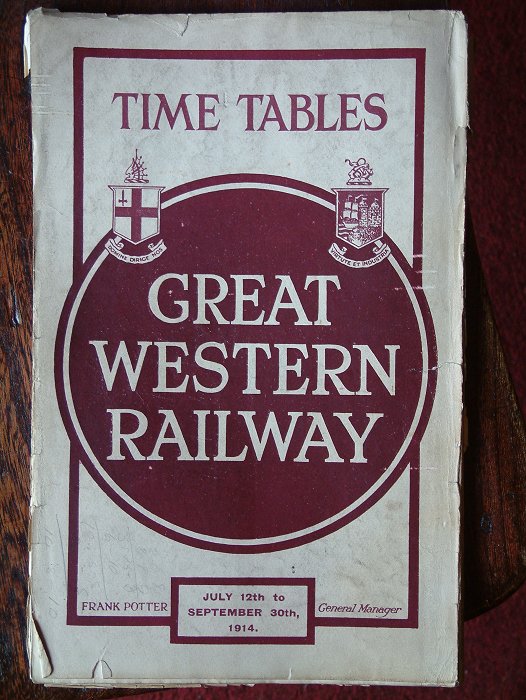 TIME TABLES
DOMINE DIRIGE NOS
VIRTUTE ET INDUSTRIA
GREAT
WESTERN
RAILWAY
FRANK POTTER
JULY 12th to
SEPTEMBER 30th,
1914.
General Manager